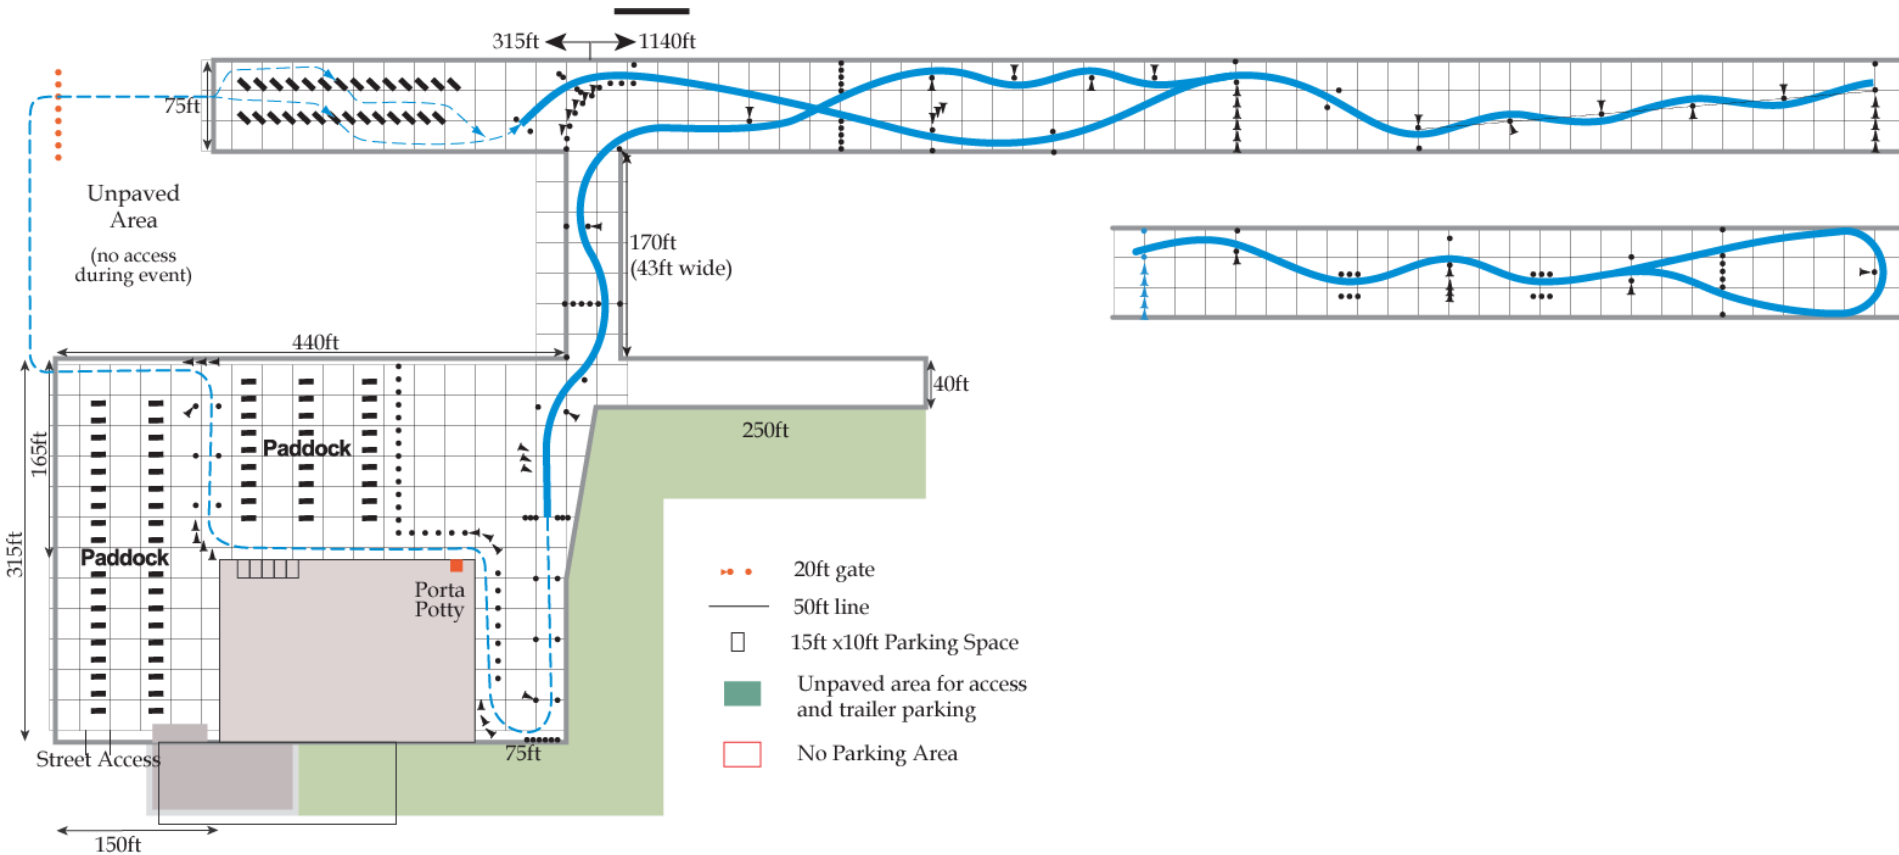 315ft
1140ft
75ft
Unpaved
Area
(no access
during event)
170ft
(43ft wide)
440ft
40ft
250ft
165ft
Paddock
315ft
Paddock
Porta
Potty
20ft gate
50ft line
15ft x10ft Parking Space
Unpaved area for access
and trailer parking
No Parking Area
Street Access
75ft
150ft